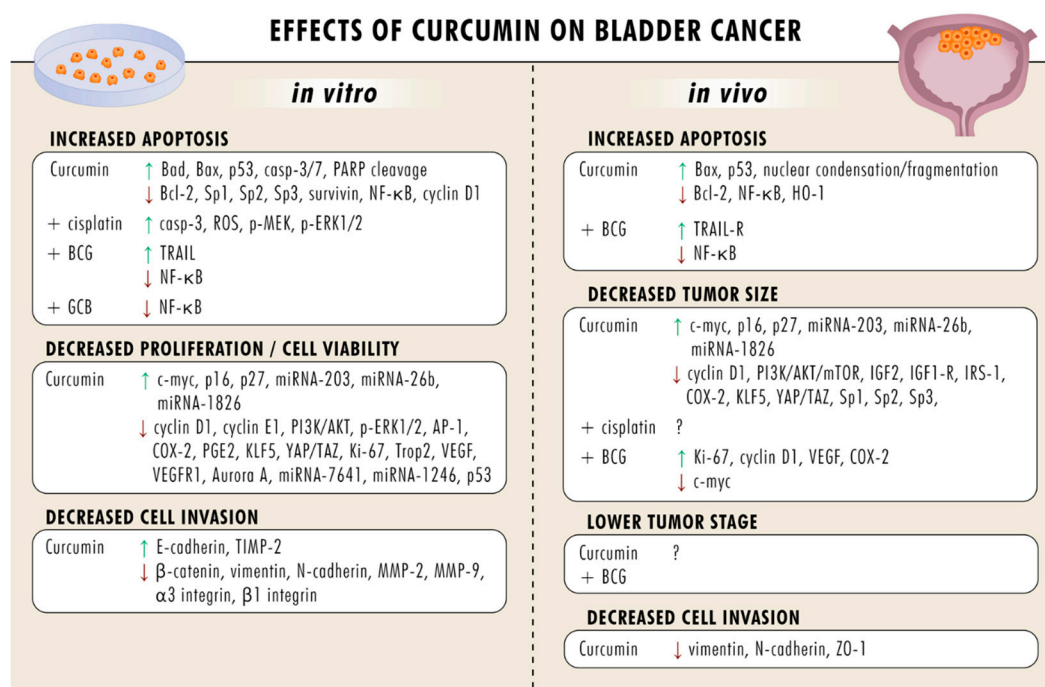 EFFECTS OF CURCUMIN ON BLADDER CANCER
in vitro
INCREASED APOPTOSIS
Curcumin ↑ Bad, Bax, p53, casp-3/7, PARP cleavage
↓ Bcl-2, Sp1, Sp2, Sp3, survivin, NF-κB, cyclin D1
+ cisplatin ↑ casp-3, ROS, p-MEK, p-ERK1/2
+ BCG ↑ TRAIL
↓ NF-κB
+ GCB ↓ NF-κB
DECREASED PROLIFERATION / CELL VIABILITY
Curcumin ↑ c-myc, p16, p27, miRNA-203, miRNA-26b,
miRNA-1826
↓ cyclin D1, cyclin E1, PI3K/AKT, p-ERK1/2, AP-1,
COX-2, PGE2, KLF5, YAP/TAZ, Ki-67, Trop2, VEGF,
VEGFR1, Aurora A, miRNA-7641, miRNA-1246, p53
DECREASED CELL INVASION
Curcumin ↑ E-cadherin, TIMP-2
↓ β-catenin, vimentin, N-cadherin, MMP-2, MMP-9,
α3 integrin, β1 integrin
in vivo
INCREASED APOPTOSIS
Curcumin ↑ Bax, p53, nuclear condensation/fragmentation
↓ Bcl-2, NF-κB, HO-1
+ BCG ↑ TRAIL-R
↓ NF-κB
DECREASED TUMOR SIZE
Curcumin ↑ c-myc, p16, p27, miRNA-203, miRNA-26b,
miRNA-1826
↓ cyclin D1, PI3K/AKT/mTOR, IGF2, IGF1-R, IRS-1,
COX-2, KLF5, YAP/TAZ, Sp1, Sp2, Sp3,
+ cisplatin ?
+ BCG ↑ Ki-67, cyclin D1, VEGF, COX-2
↓ c-myc
LOWER TUMOR STAGE
Curcumin ?
+ BCG
DECREASED CELL INVASION
Curcumin ↓ vimentin, N-cadherin, ZO-1